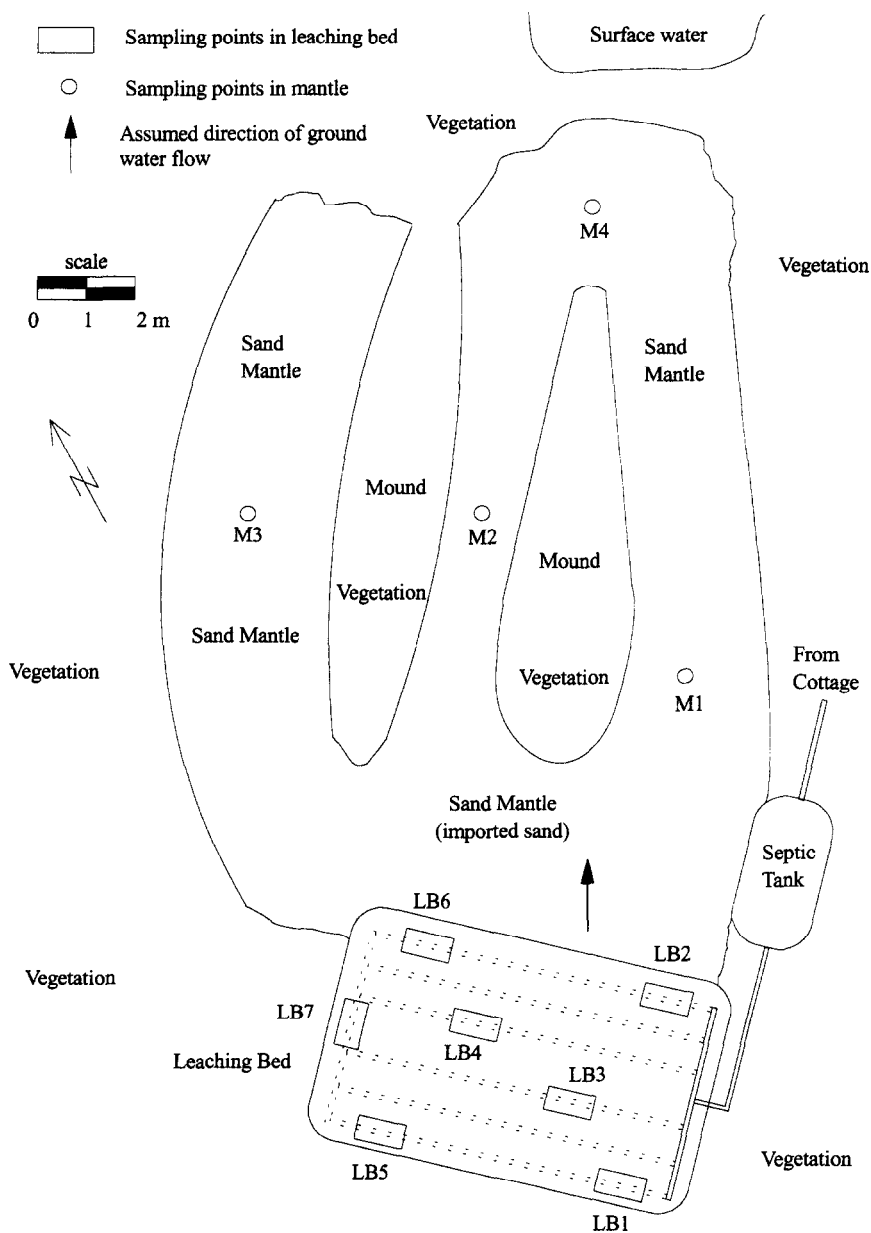 Sampling points in leaching bed
Surface water
Sampling points in mantle
Assumed direction of ground
water flow
Vegetation
M4
Vegetation
scale
0 1 2 m
Sand
Mantle
Sand
Mantle
N
Mound
M3
M2
Mound
Vegetation
Sand Mantle
Vegetation
From
Cottage
Vegetation
M1
Sand Mantle
(imported sand)
Septic
Tank
LB6
LB2
Vegetation
LB7
LB4
Leaching Bed
LB3
LB5
Vegetation
LB1